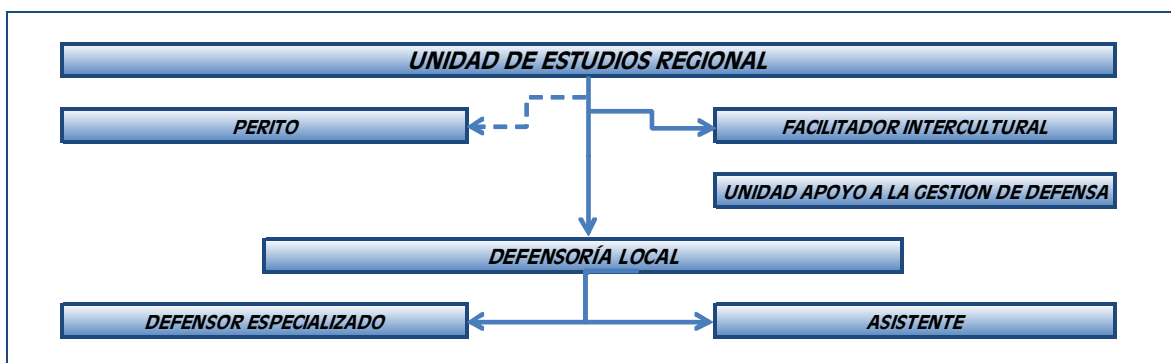 UNIDAD DE ESTUDIOS REGIONAL
PERITO
FACILITADOR INTERCULTURAL
UNIDAD APOYO A LA GESTION DE DEFENSA
DEFENSORÍA LOCAL
DEFENSOR ESPECIALIZADO
ASISTENTE